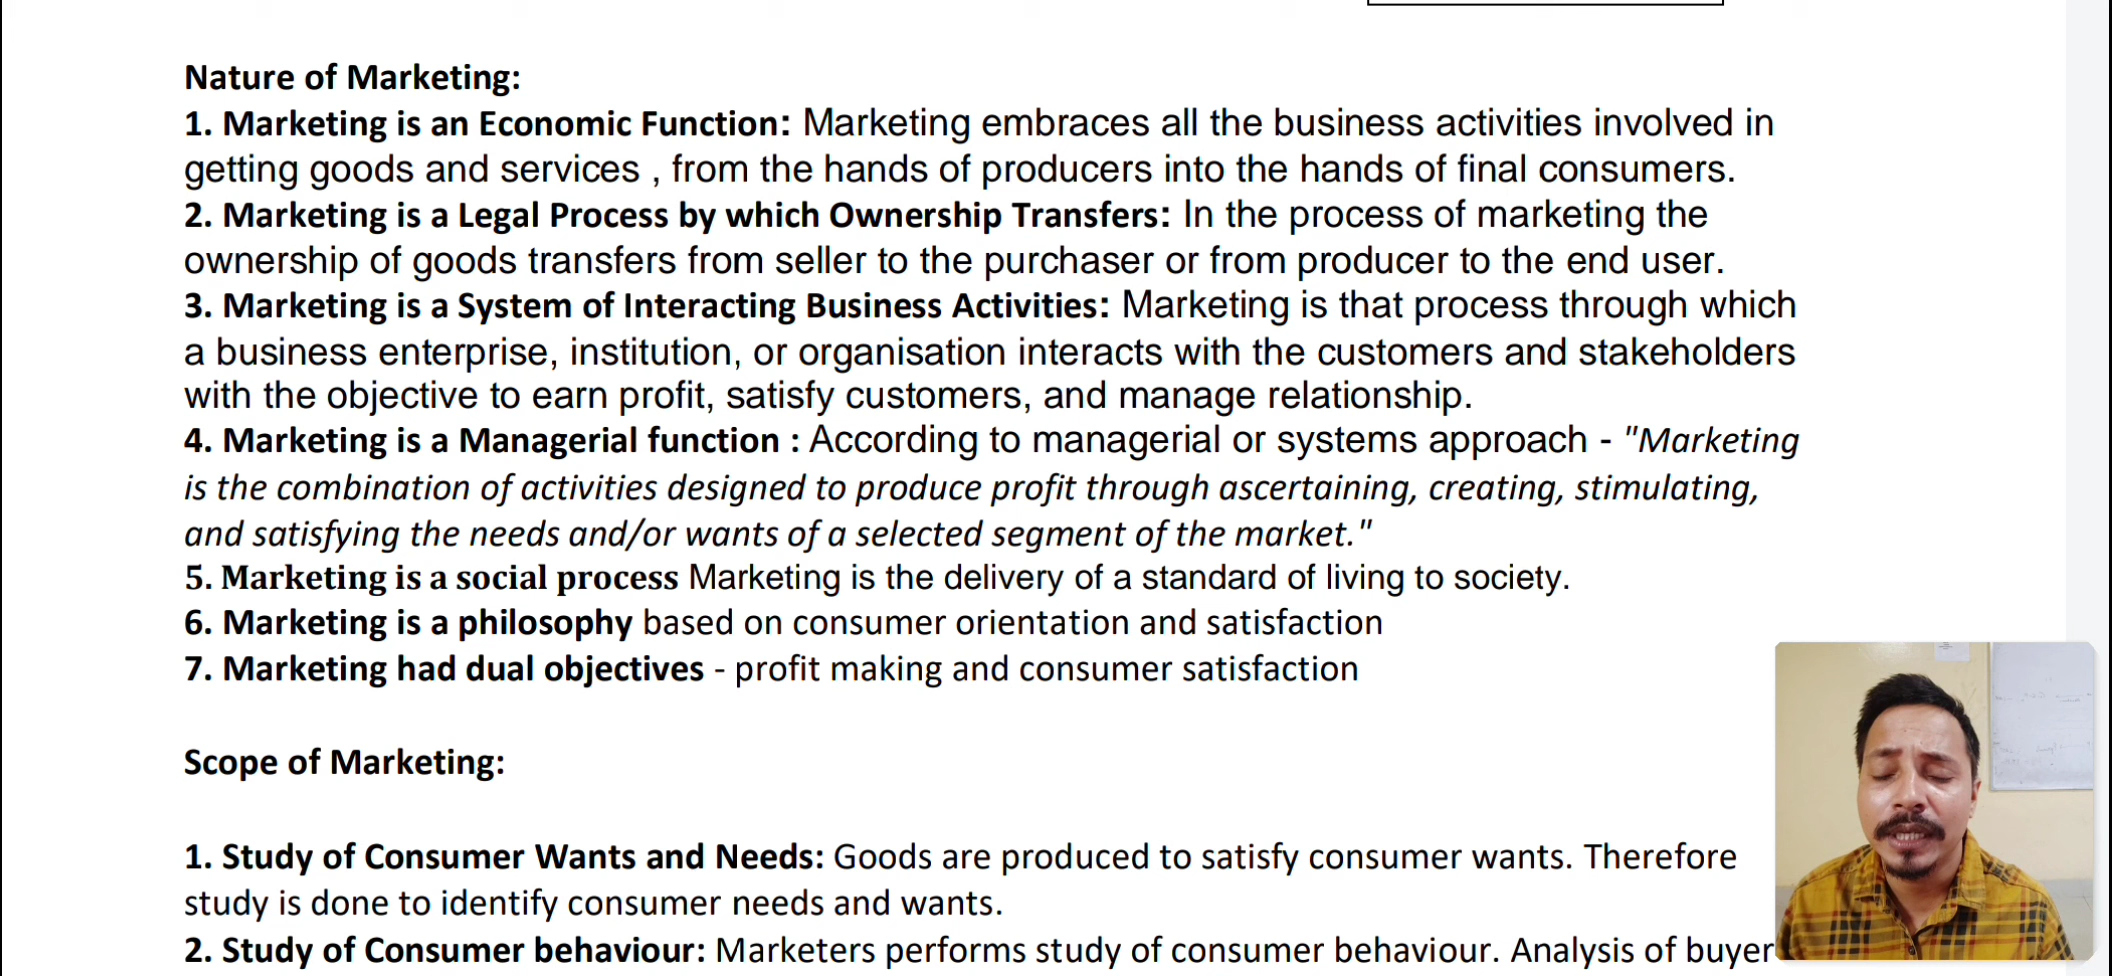 Nature of Marketing:
1. Marketing is an Economic Function: Marketing embraces all the business activities involved in
getting goods and services , from the hands of producers into the hands of final consumers.
2. Marketing is a Legal Process by which Ownership Transfers: In the process of marketing the
ownership of goods transfers from seller to the purchaser or from producer to the end user.
3. Marketing is a System of Interacting Business Activities: Marketing is that process through which
a business enterprise, institution, or organisation interacts with the customers and stakeholders
with the objective to earn profit, satisfy customers, and manage relationship.
4. Marketing is a Managerial function : According to managerial or systems approach - "Marketing
is the combination of activities designed to produce profit through ascertaining, creating, stimulating,
and satisfying the needs and/or wants of a selected segment of the market."
5. Marketing is a social process Marketing is the delivery of a standard of living to society.
6. Marketing is a philosophy based on consumer orientation and satisfaction
7. Marketing had dual objectives - profit making and consumer satisfaction
Scope of Marketing:
1. Study of Consumer Wants and Needs: Goods are produced to satisfy consumer wants. Therefore
study is done to identify consumer needs and wants.
2. Study of Consumer behaviour: Marketers performs study of consumer behaviour. Analysis of buyer